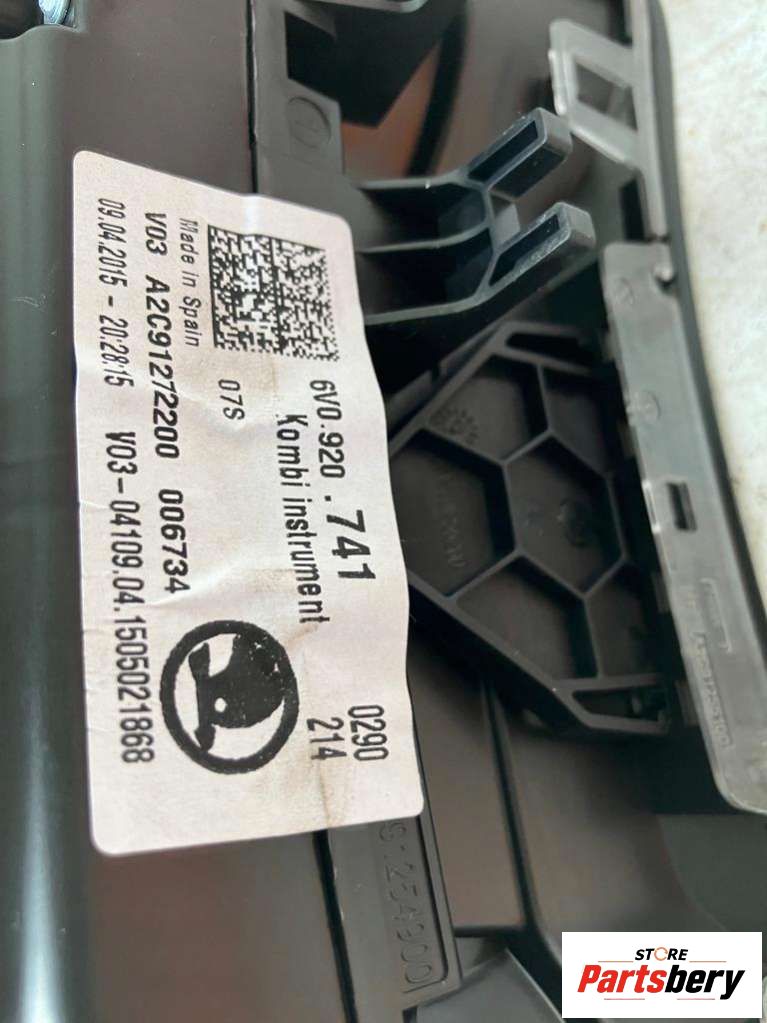 6V0.920 .741 0290
Kombi instrument 214
07S
Made in Spain
V03 A2C91272200 006734
09.04.2015 - 20:28:15 V03-04109.04.1505021868
STORE
Partsbery